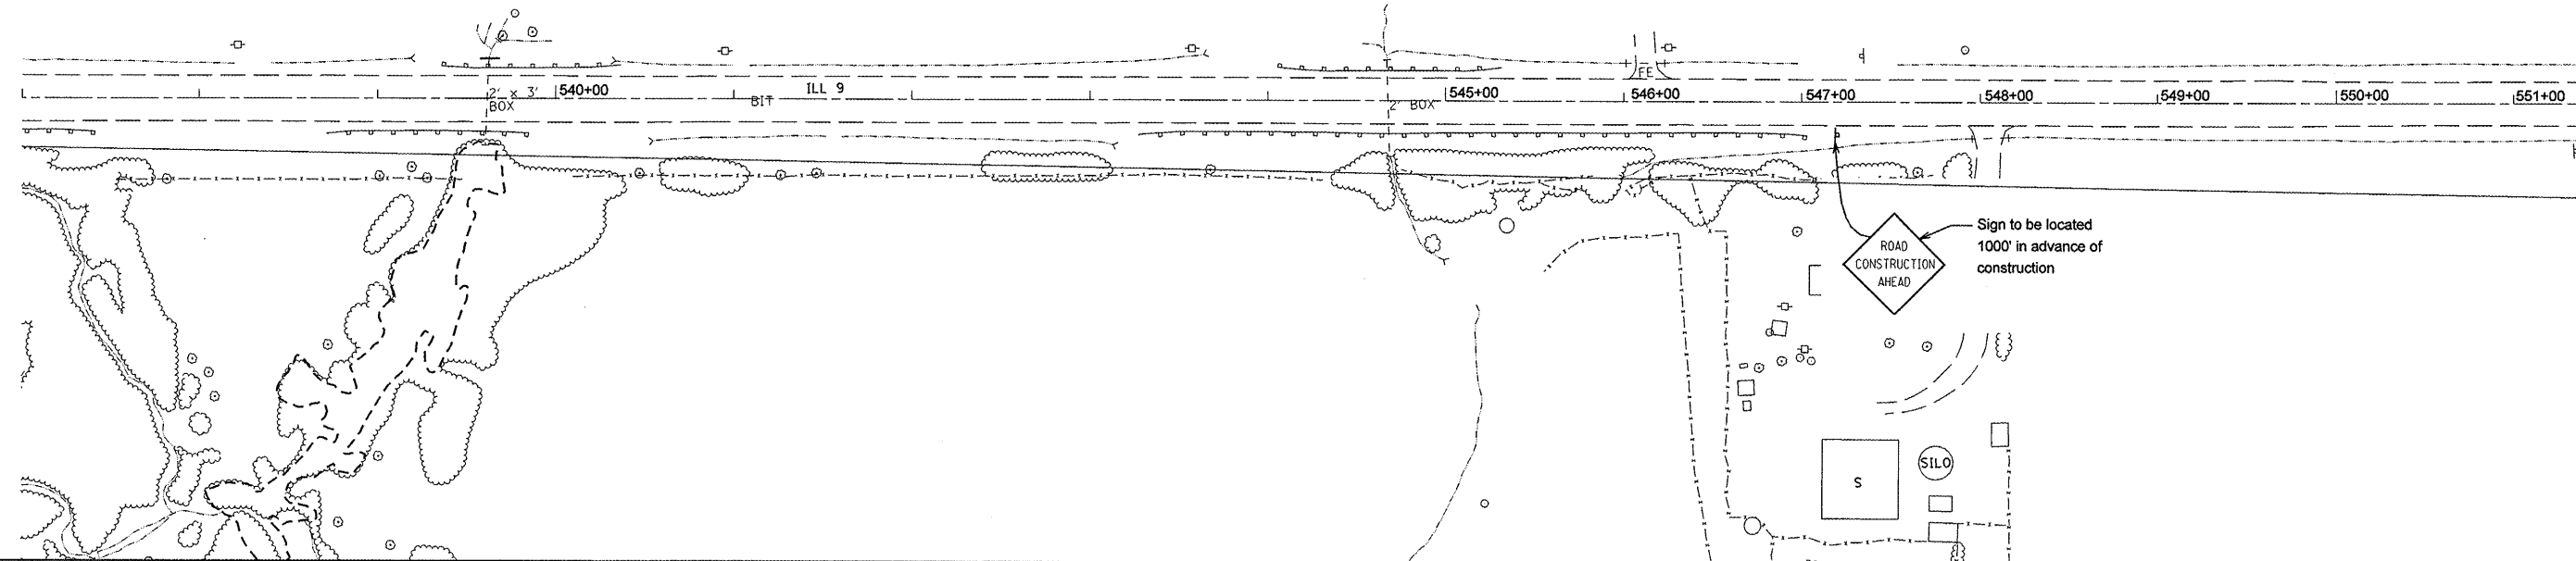 FE
2' x 3'
BOX
540+00
BIT
ILL 9
2' BOX
545+00
546+00
547+00
548+00
549+00
550+00
551+00
ROAD
CONSTRUCTION
AHEAD
Sign to be located
1000' in advance of
construction
S
SILO